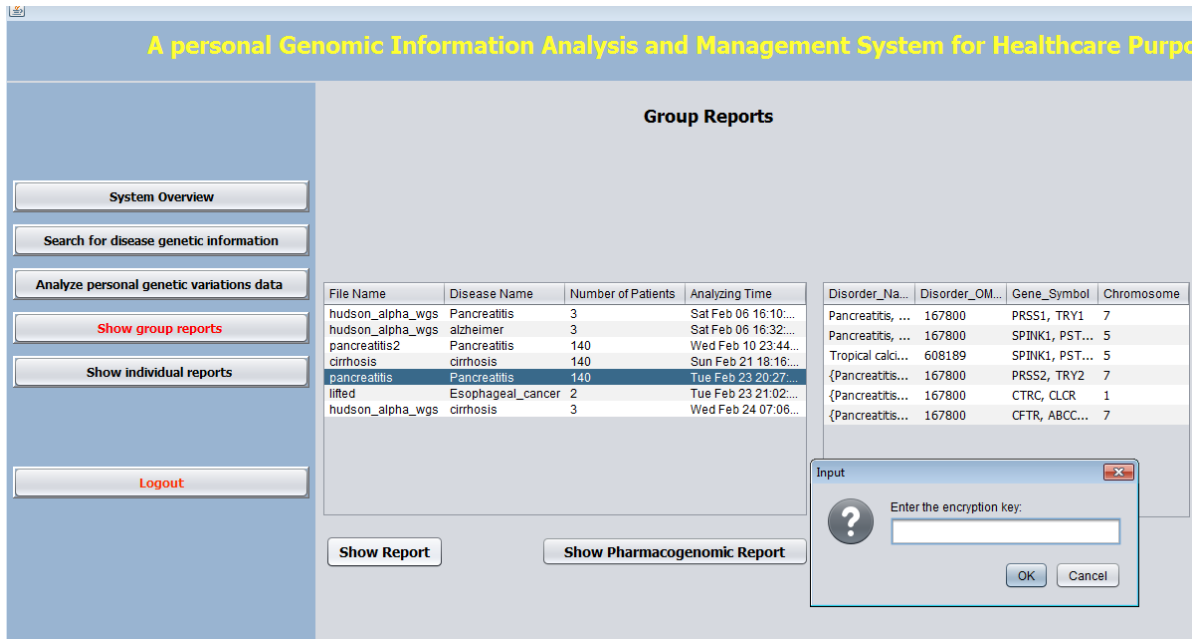 A personal Genomic Information Analysis and Management System for Healthcare Purpo
Group Reports
System Overview
Search for disease genetic information
Analyze personal genetic variations data
Show group reports
Show individual reports
Logout
File Name Disease Name Number of Patients Analyzing Time
hudson_alpha_wgs Pancreatitis 3 Sat Feb 06 16:10:...
hudson_alpha_wgs alzheimer 3 Sat Feb 06 16:32:...
pancreatitis2 Pancreatitis 140 Wed Feb 10 23:44...
cirrhosis cirrhosis 140 Sun Feb 21 18:16:...
pancreatitis Pancreatitis 140 Tue Feb 23 20:27:...
lifted Esophageal_cancer 2 Tue Feb 23 21:02:...
hudson_alpha_wgs cirrhosis 3 Wed Feb 24 07:06...
Disorder_Na... Disorder_OM... Gene_Symbol Chromosome
Pancreatitis, ... 167800 PRSS1, TRY1 7
Pancreatitis, ... 167800 SPINK1, PST... 5
Tropical calci... 608189 SPINK1, PST... 5
{Pancreatitis... 167800 PRSS2, TRY2 7
{Pancreatitis... 167800 CTRC, CLCR 1
{Pancreatitis... 167800 CFTR, ABCC... 7
Show Report
Show Pharmacogenomic Report
Input
Enter the encryption key:
OK
Cancel